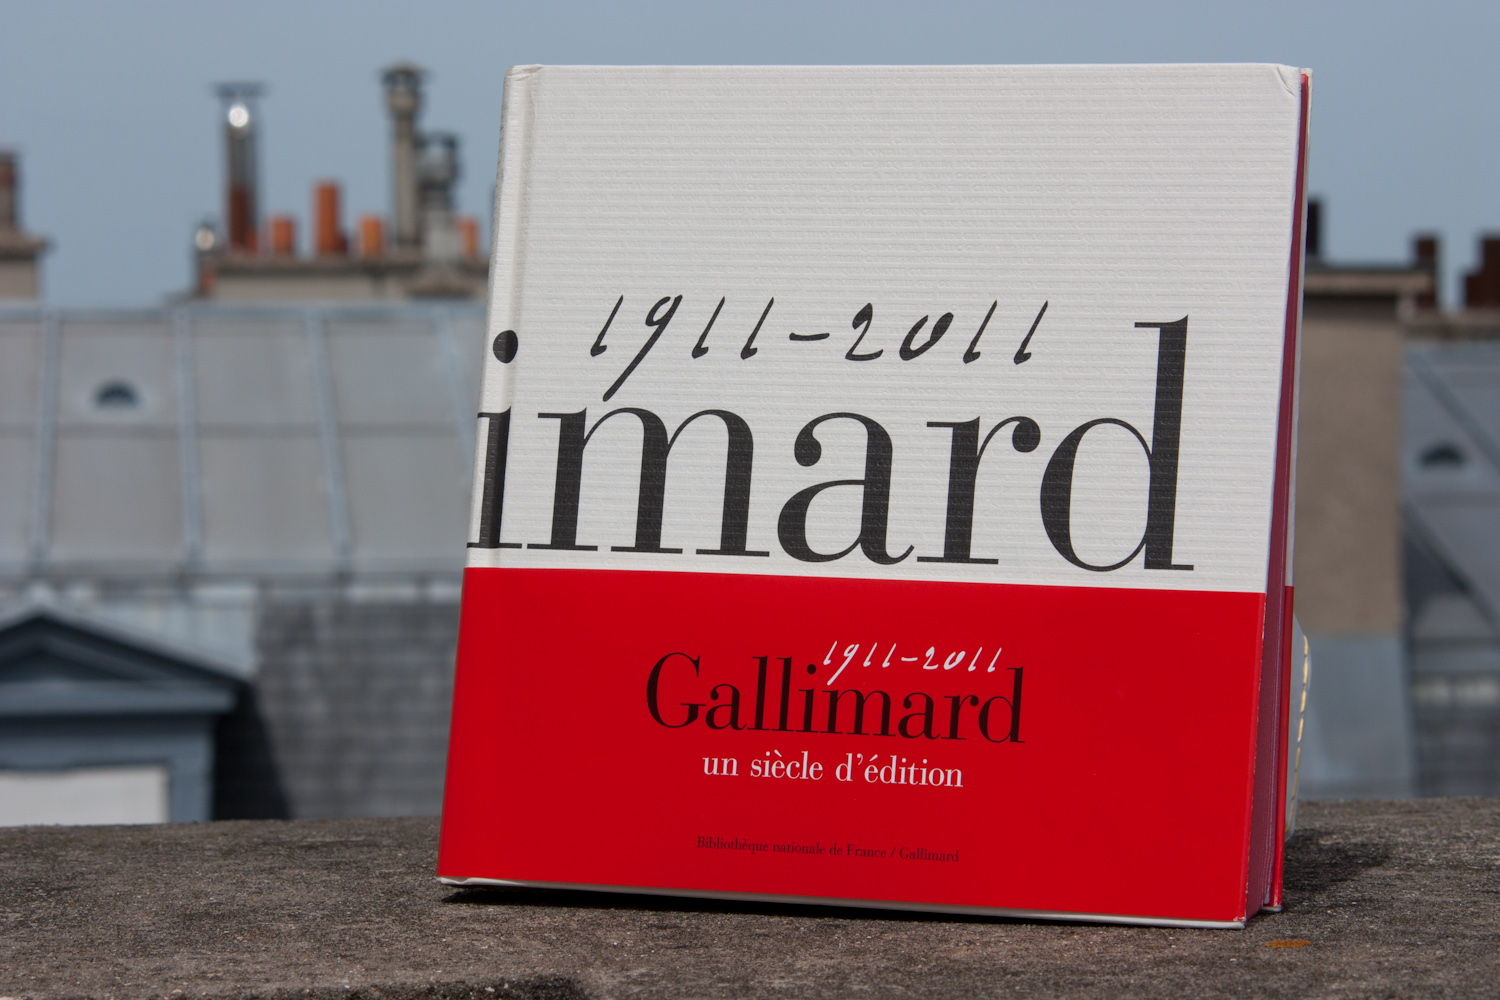 1911-2011
imard
1911-2011
Gallimard
un siècle d'édition
Bibliothèque nationale de France / Gallimard